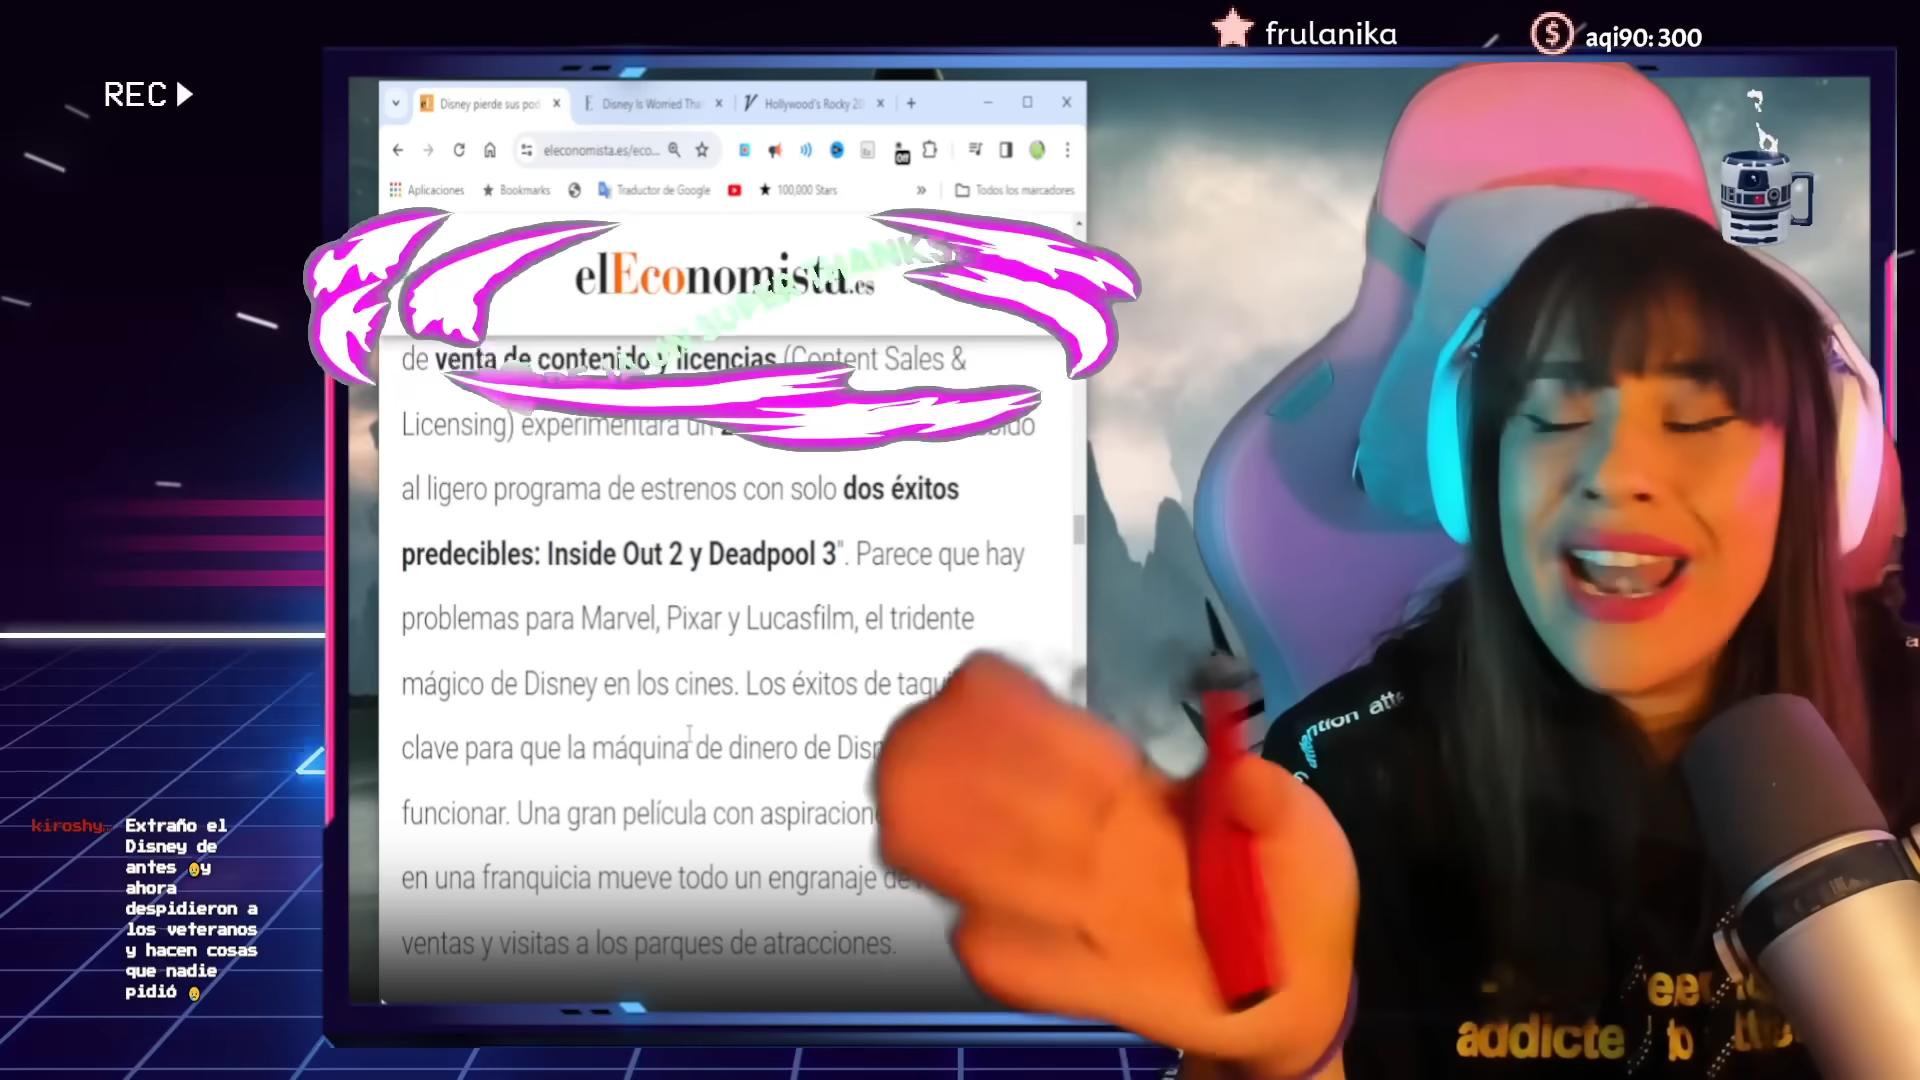 frulanika
aqi90: 300
REC
Disney pierde sus pod
Disney Is Worried Tha
Hollywood's Rocky 20
eleconomista.es/eco...
Off
Aplicaciones
Bookmarks
Traductor de Google
100,000 Stars
»
Todos los marcadores
elEconomista.es
SUPER THANKS
de venta de contenido y licencias (Content Sales &
Licensing) experimentará un
al ligero programa de estrenos con solo dos éxitos
predecibles: Inside Out 2 y Deadpool 3". Parece que hay
problemas para Marvel, Pixar y Lucasfilm, el tridente
mágico de Disney en los cines. Los éxitos de taqu
clave para que la máquina de dinero de Disn
funcionar. Una gran película con aspiracion
en una franquicia mueve todo un engranaje de
ventas y visitas a los parques de atracciones.
kiroshy
Extraño el
Disney de
antes 😢y
ahora
despidieron a
los veteranos
y hacen cosas
que nadie
pidió 😢
addicte
to